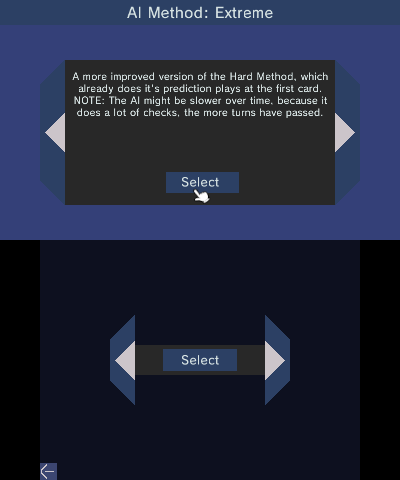 AI Method: Extreme
A more improved version of the Hard Method, which
already does it's prediction plays at the first card.
NOTE: The AI might be slower over time, because it
does a lot of checks, the more turns have passed.
Select
Select